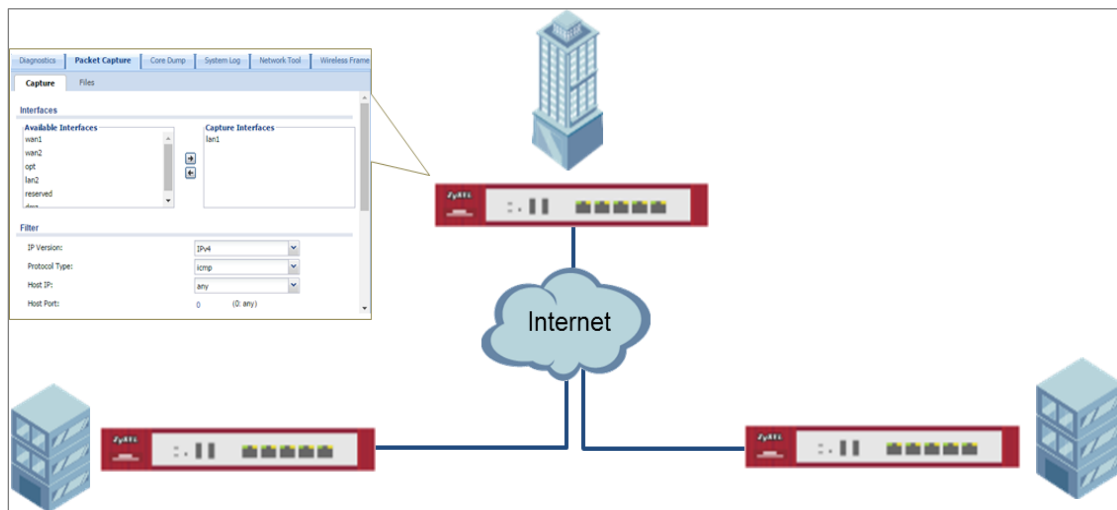 Diagnostics Packet Capture Core Dump System Log Network Tool Wireless Frame
Capture Files
Interfaces
Available Interfaces
wan1
wan2
opt
lan2
reserved
Capture Interfaces
lan1
Filter
IP Version: IPv4
Protocol Type: icmp
Host IP: any
Host Port: 0 (0: any)
ZyXEL
Internet
ZyXEL
ZyXEL